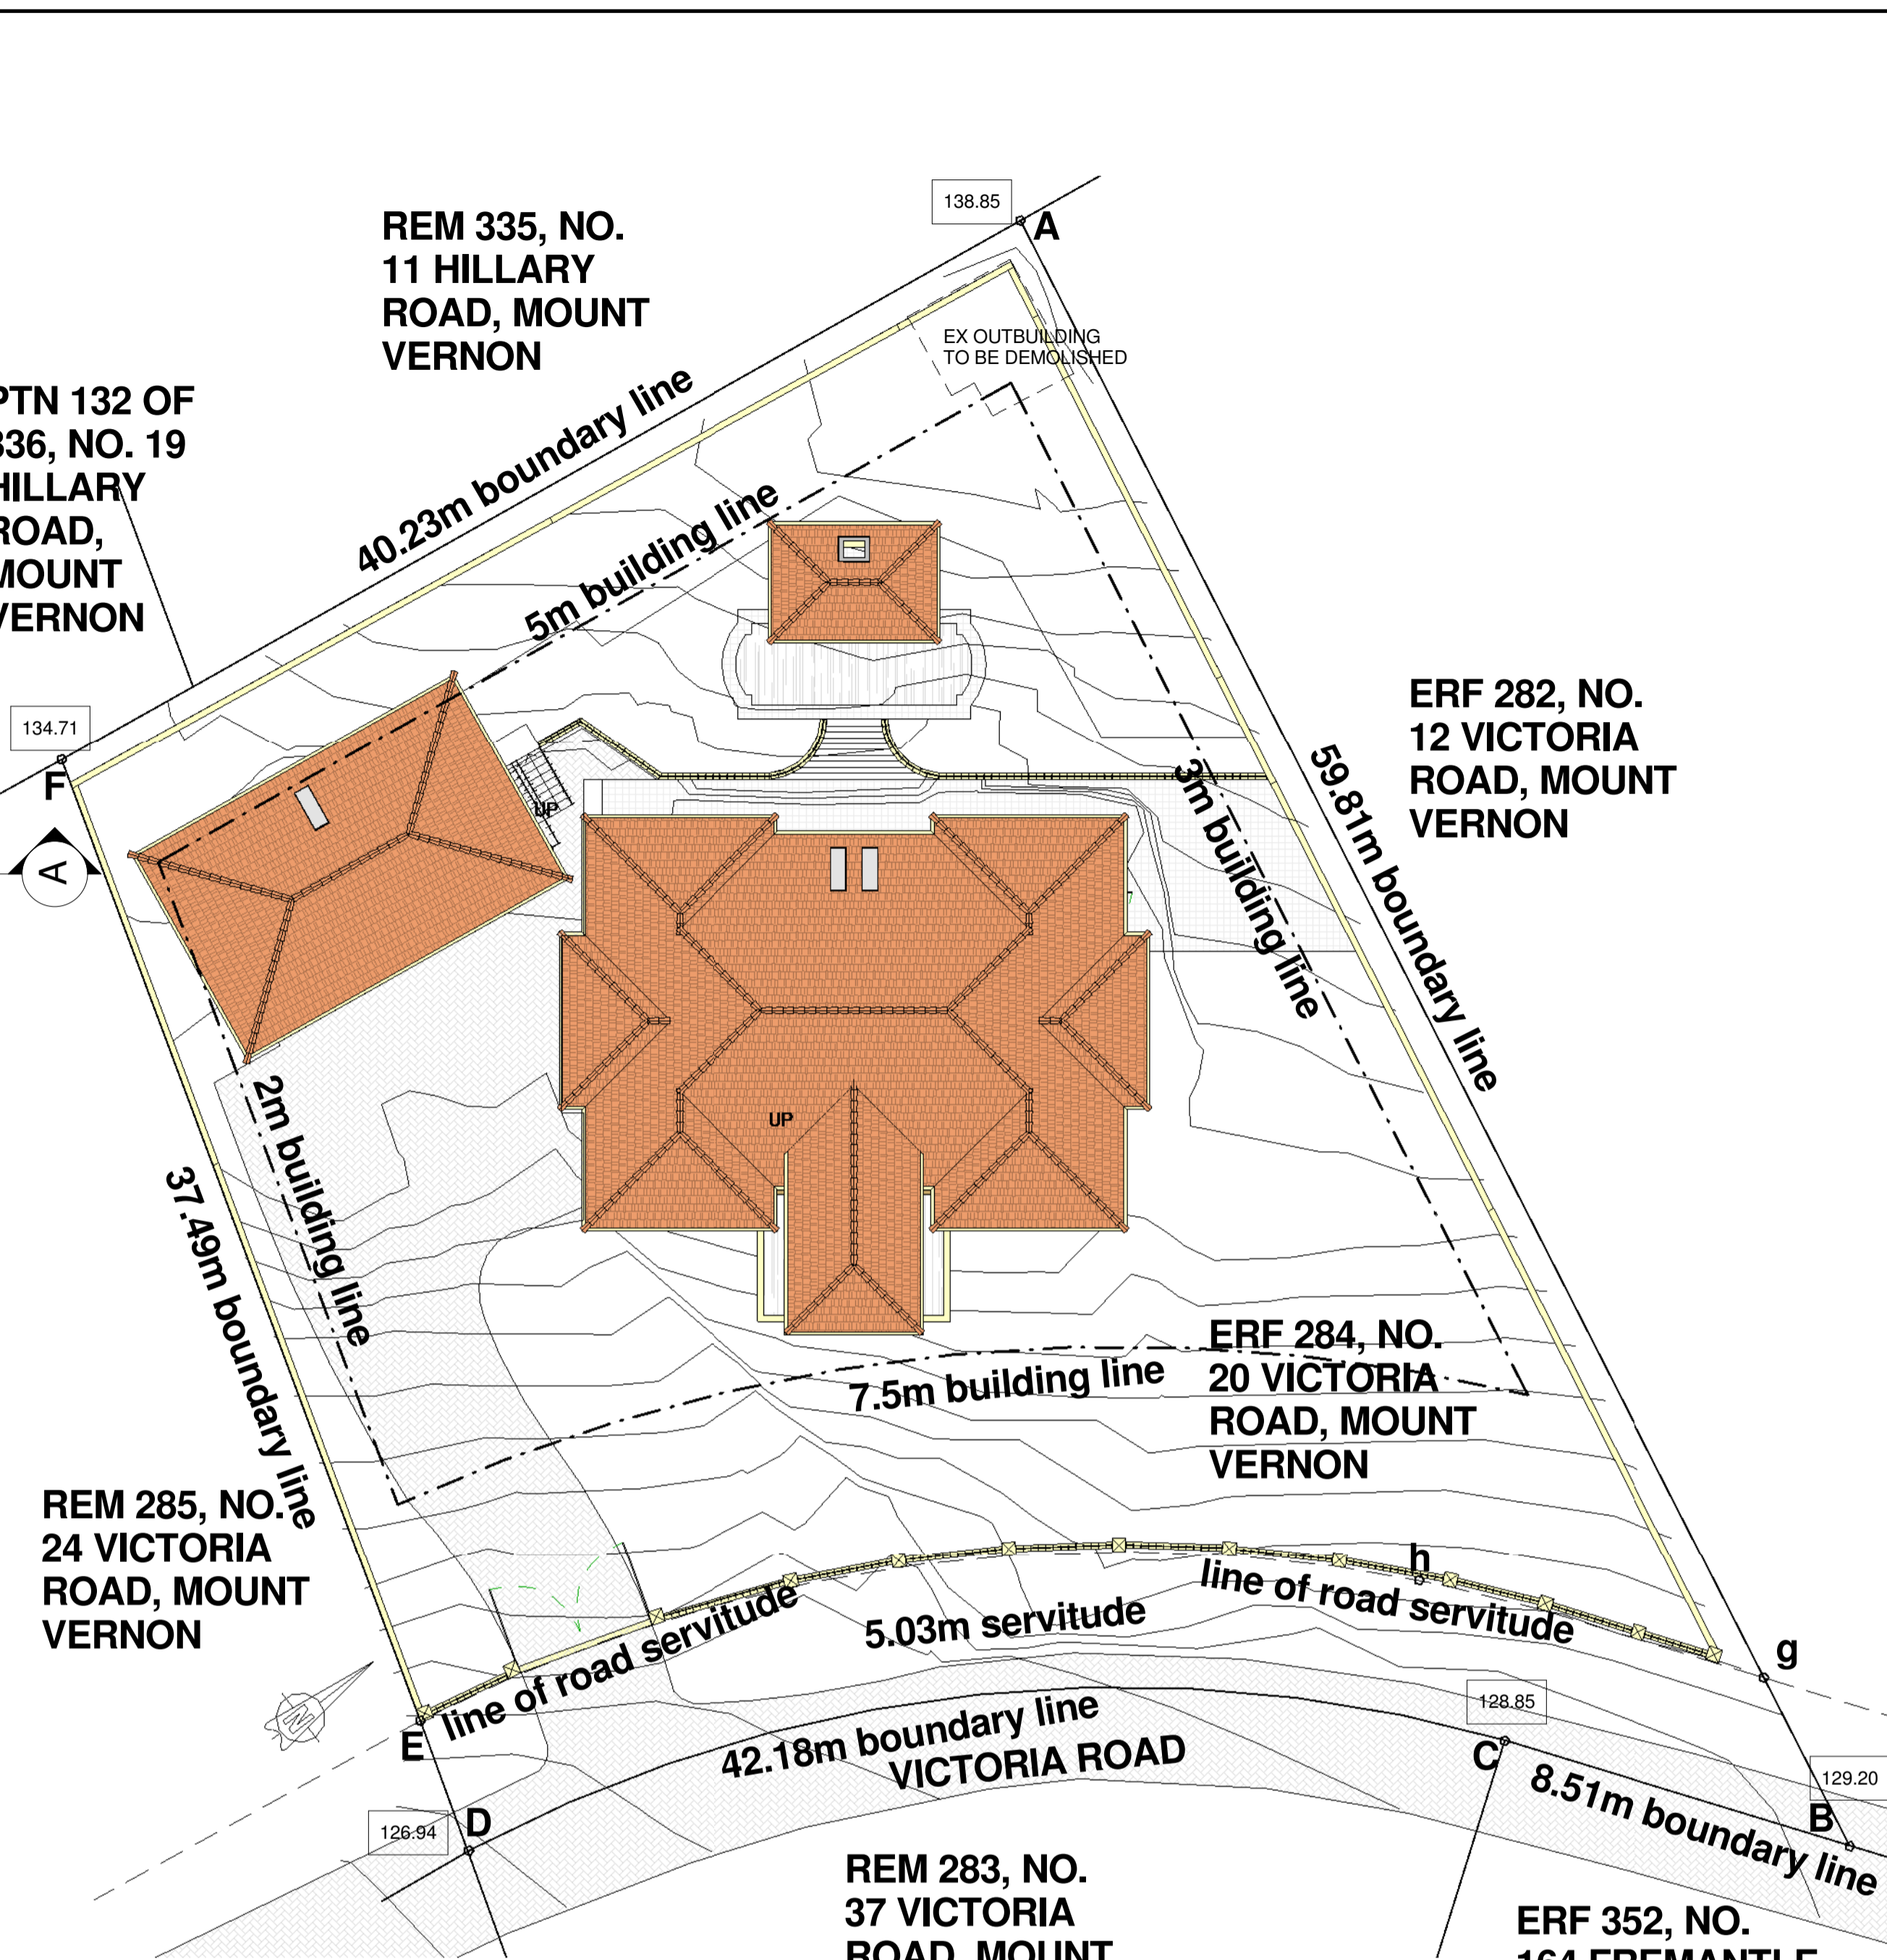 138.85
A
REM 335, NO.
11 HILLARY
ROAD, MOUNT
VERNON
EX OUTBUILDING
TO BE DEMOLISHED
PTN 132 OF
336, NO. 19
HILLARY
ROAD,
MOUNT
VERNON
40.23m boundary line
5m building line
134.71
F
A
UP
3m building line
59.81m boundary line
ERF 282, NO.
12 VICTORIA
ROAD, MOUNT
VERNON
2m building line
37.49m boundary line
UP
7.5m building line
ERF 284, NO.
20 VICTORIA
ROAD, MOUNT
VERNON
REM 285, NO.
24 VICTORIA
ROAD, MOUNT
VERNON
h
line of road servitude
line of road servitude
5.03m servitude
g
N
E
128.85
C
42.18m boundary line
VICTORIA ROAD
8.51m boundary line
129.20
B
126.94
D
REM 283, NO.
37 VICTORIA
ROAD, MOUNT
ERF 352, NO.
164 FREMANTLE